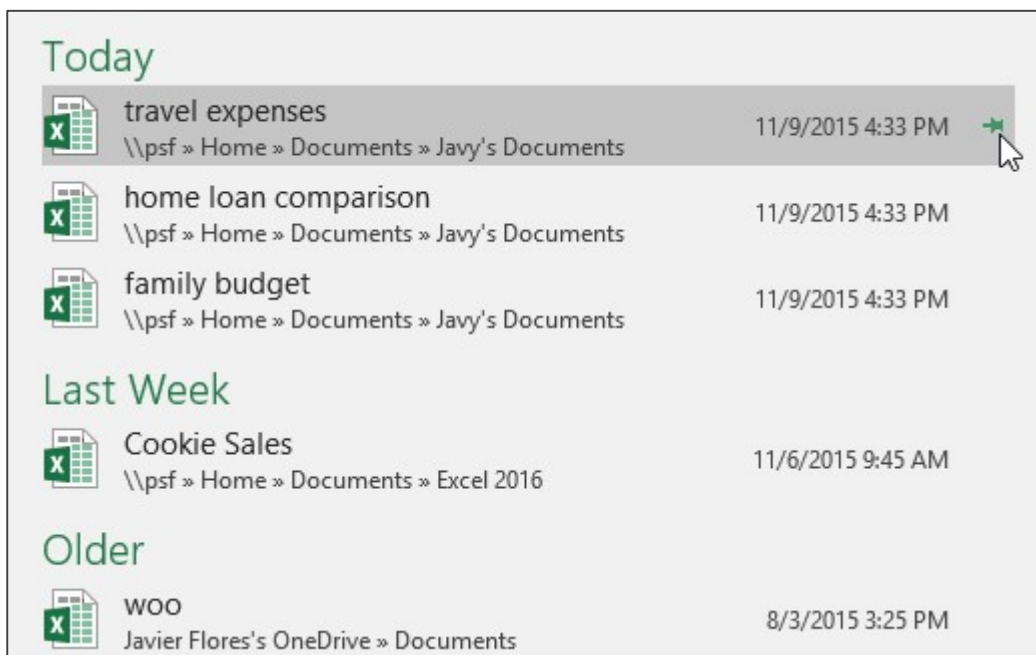 Today
travel expenses
\\psf » Home » Documents » Javy's Documents
11/9/2015 4:33 PM
home loan comparison
\\psf » Home » Documents » Javy's Documents
11/9/2015 4:33 PM
family budget
\\psf » Home » Documents » Javy's Documents
11/9/2015 4:33 PM
Last Week
Cookie Sales
\\psf » Home » Documents » Excel 2016
11/6/2015 9:45 AM
Older
woo
Javier Flores's OneDrive » Documents
8/3/2015 3:25 PM